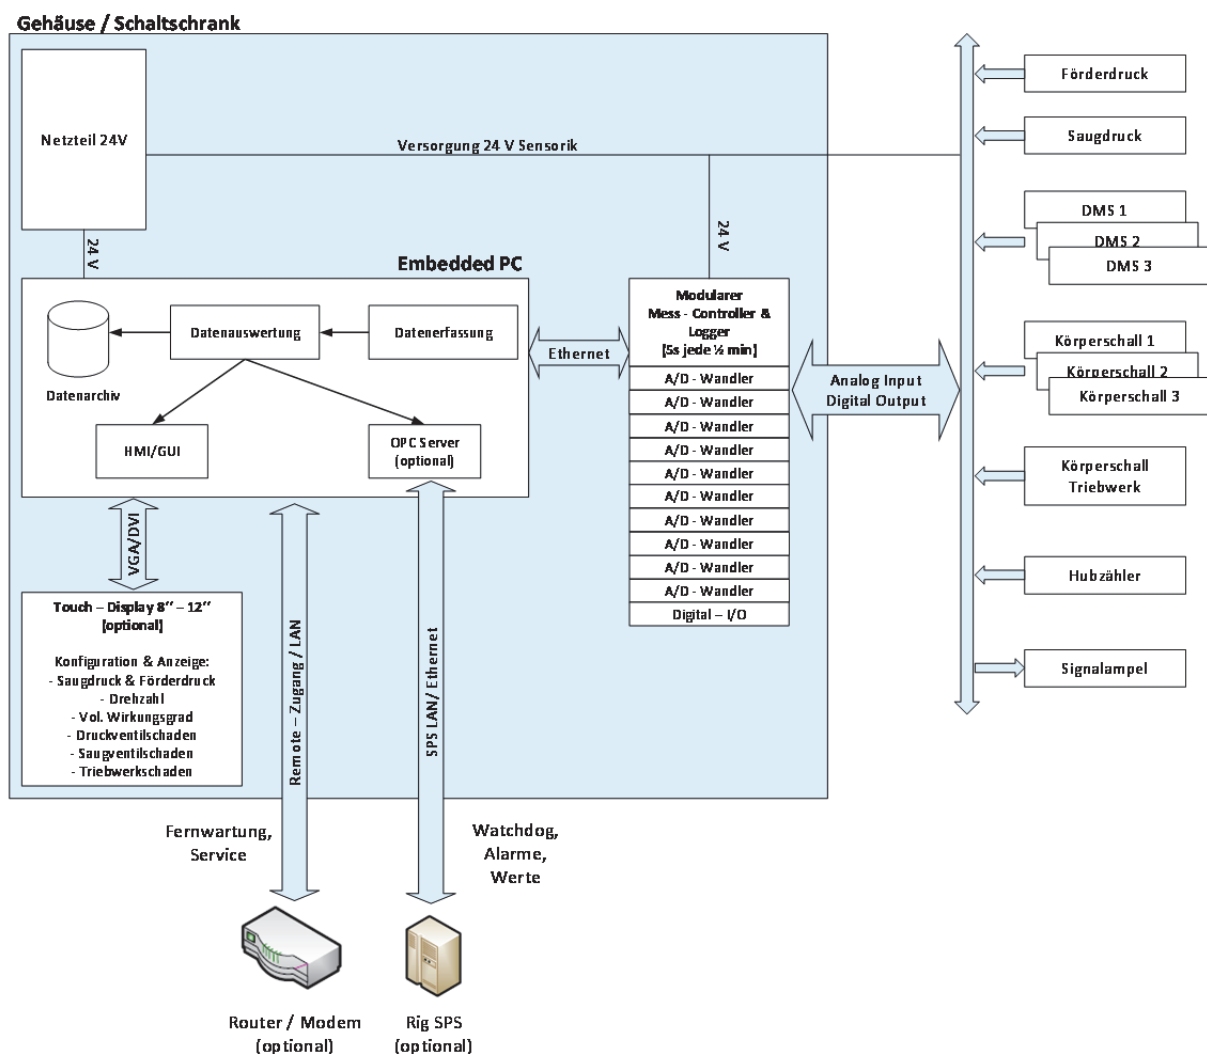 Gehäuse / Schaltschrank
Netzteil 24V
Versorgung 24 V Sensorik
24 V
24 V
Embedded PC
Datenauswertung
Datenerfassung
Datenarchiv
HMI/GUI
OPC Server
(optional)
Ethernet
Modularer
Mess - Controller &
Logger
[5s jede ½ min]
A/D - Wandler
A/D - Wandler
A/D - Wandler
A/D - Wandler
A/D - Wandler
A/D - Wandler
A/D - Wandler
A/D - Wandler
A/D - Wandler
A/D - Wandler
Digital – I/O
Analog Input
Digital Output
Förderdruck
Saugdruck
DMS 1
DMS 2
DMS 3
Körperschall 1
Körperschall 2
Körperschall 3
Körperschall
Triebwerk
Hubzähler
Signalampel
VGA/DVI
Touch – Display 8’’ – 12’’
[optional]
Konfiguration & Anzeige:
- Saugdruck & Förderdruck
- Drehzahl
- Vol. Wirkungsgrad
- Druckventilschaden
- Saugventilschaden
- Triebwerkschaden
Remote – Zugang / LAN
SPS LAN/ Ethernet
Fernwartung,
Service
Watchdog,
Alarme,
Werte
Router / Modem
(optional)
Rig SPS
(optional)